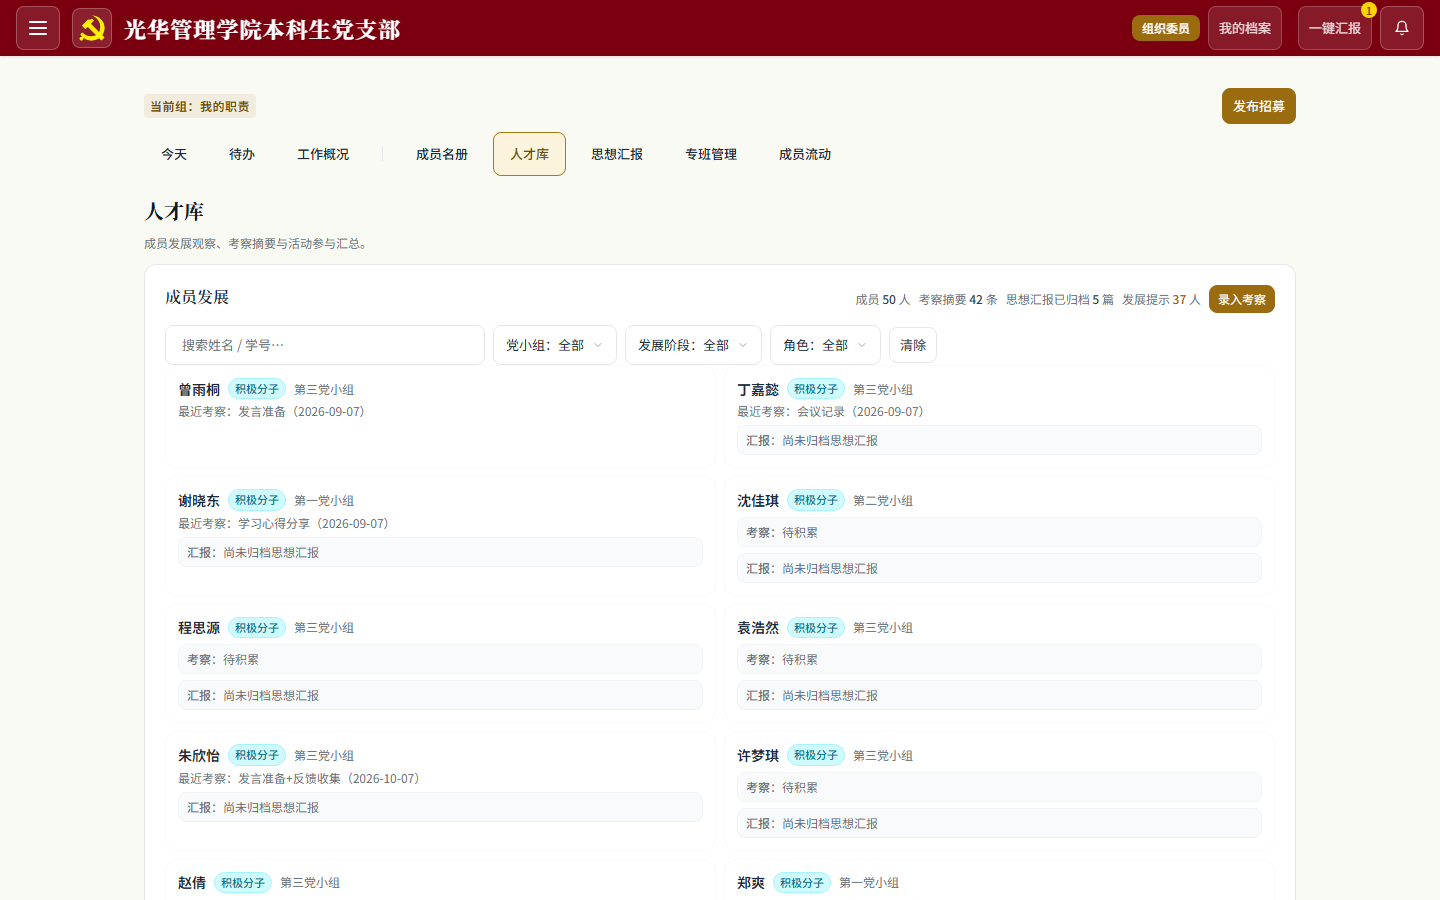 光华管理学院本科生党支部
组织委员
我的档案
一键汇报
1
当前组：我的职责
发布招募
今天
待办
工作概况
成员名册
人才库
思想汇报
专班管理
成员流动
人才库
成员发展观察、考察摘要与活动参与汇总。
成员发展
成员 50 人 考察摘要 42 条 思想汇报已归档 5 篇 发展提示 37 人
录入考察
搜索姓名 / 学号…
党小组：全部
发展阶段：全部
角色：全部
清除
曾雨桐 积极分子 第三党小组
最近考察：发言准备（2026-09-07）
丁嘉懿 积极分子 第三党小组
最近考察：会议记录（2026-09-07）
汇报：尚未归档思想汇报
谢晓东 积极分子 第一党小组
最近考察：学习心得分享（2026-09-07）
汇报：尚未归档思想汇报
沈佳琪 积极分子 第二党小组
考察：待积累
汇报：尚未归档思想汇报
程思源 积极分子 第三党小组
考察：待积累
汇报：尚未归档思想汇报
袁浩然 积极分子 第三党小组
考察：待积累
汇报：尚未归档思想汇报
朱欣怡 积极分子 第三党小组
最近考察：发言准备+反馈收集（2026-10-07）
汇报：尚未归档思想汇报
许梦琪 积极分子 第三党小组
考察：待积累
汇报：尚未归档思想汇报
赵倩 积极分子 第三党小组
郑爽 积极分子 第一党小组